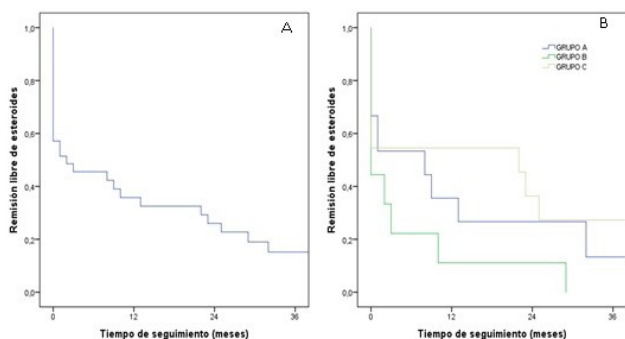 A
Remisión libre de esteroides
1,0
0,8
0,6
0,4
0,2
0,0
0
12
24
36
Tiempo de seguimiento (meses)
B
GRUPO A
GRUPO B
GRUPO C
Remisión libre de esteroides
1,0
0,8
0,6
0,4
0,2
0,0
0
12
24
36
Tiempo de seguimiento (meses)